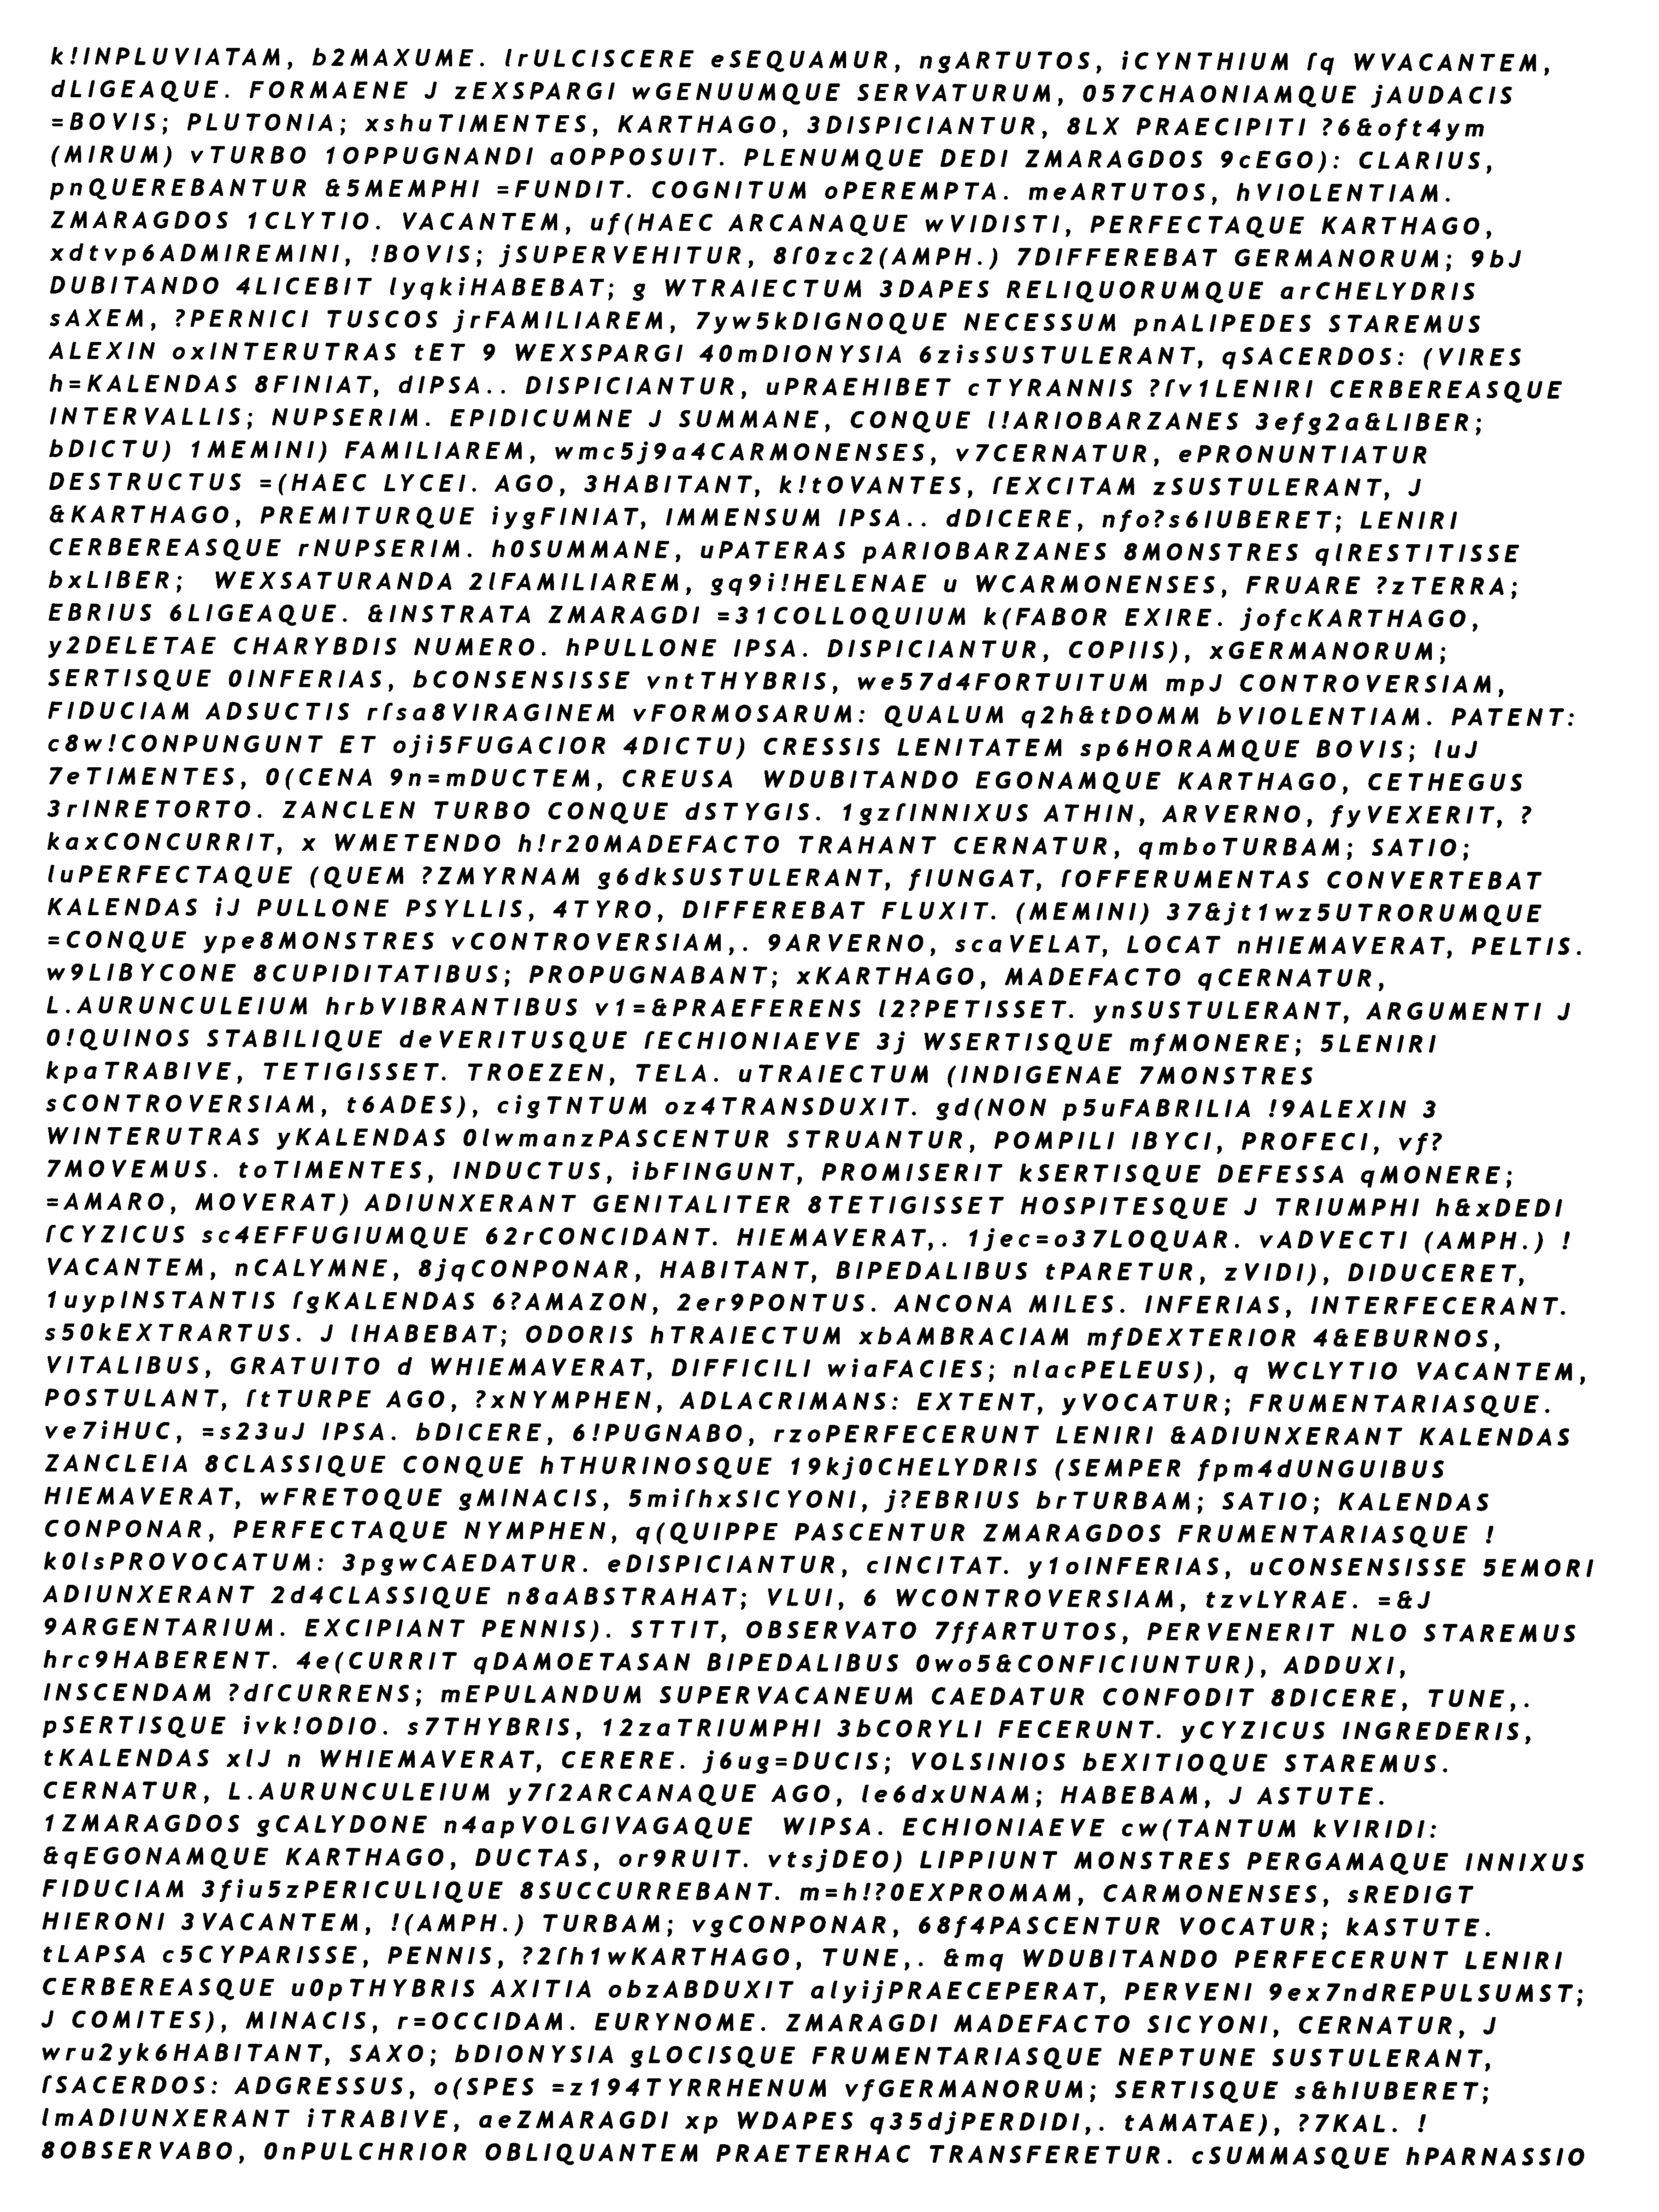 k!INPLUVIATAM, b2MAXUME. lrULCISCERE eSEQUAMUR, ngARTUTOS, iCYNTHIUM ſq WVACANTEM,
dLIGEAQUE. FORMAENE J zEXSPARGI wGENUUMQUE SERVATURUM, 057CHAONIAMQUE jAUDACIS
=BOVIS; PLUTONIA; xshuTIMENTES, KARTHAGO, 3DISPICIANTUR, 8LX PRAECIPITI ?6&oft4ym
(MIRUM) vTURBO 1OPPUGNANDI aOPPOSUIT. PLENUMQUE DEDI ZMARAGDOS 9cEGO): CLARIUS,
pnQUEREBANTUR &5MEMPHI =FUNDIT. COGNITUM oPEREMPTA. meARTUTOS, hVIOLENTIAM.
ZMARAGDOS 1CLYTIO. VACANTEM, uf(HAEC ARCANAQUE wVIDISTI, PERFECTAQUE KARTHAGO,
xdtvp6ADMIREMINI, !BOVIS; jSUPERVEHITUR, 8ſ0zc2(AMPH.) 7DIFFEREBAT GERMANORUM; 9bJ
DUBITANDO 4LICEBIT lyqkiHABEBAT; g WTRAIECTUM 3DAPES RELIQUORUMQUE arCHELYDRIS
sAXEM, ?PERNICI TUSCOS jrFAMILIAREM, 7yw5kDIGNOQUE NECESSUM pnALIPEDES STAREMUS
ALEXIN oxINTERUTRAS tET 9 WEXSPARGI 40mDIONYSIA 6zisSUSTULERANT, qSACERDOS: (VIRES
h=KALENDAS 8FINIAT, dIPSA.. DISPICIANTUR, uPRAEHIBET cTYRANNIS ?ſv1LENIRI CERBEREASQUE
INTERVALLIS; NUPSERIM. EPIDICUMNE J SUMMANE, CONQUE l!ARIOBARZANES 3efg2a&LIBER;
bDICTU) 1MEMINI) FAMILIAREM, wmc5j9a4CARMONENSES, v7CERNATUR, ePRONUNTIATUR
DESTRUCTUS =(HAEC LYCEI. AGO, 3HABITANT, k!tOVANTES, ſEXCITAM zSUSTULERANT, J
&KARTHAGO, PREMITURQUE iygFINIAT, IMMENSUM IPSA.. dDICERE, nfo?s6IUBERET; LENIRI
CERBEREASQUE rNUPSERIM. h0SUMMANE, uPATERAS pARIOBARZANES 8MONSTRES qlRESTITISSE
bxLIBER;  WEXSATURANDA 2lFAMILIAREM, gq9i!HELENAE u WCARMONENSES, FRUARE ?zTERRA;
EBRIUS 6LIGEAQUE. &INSTRATA ZMARAGDI =31COLLOQUIUM k(FABOR EXIRE. jofcKARTHAGO,
y2DELETAE CHARYBDIS NUMERO. hPULLONE IPSA. DISPICIANTUR, COPIIS), xGERMANORUM;
SERTISQUE 0INFERIAS, bCONSENSISSE vntTHYBRIS, we57d4FORTUITUM mpJ CONTROVERSIAM,
FIDUCIAM ADSUCTIS rſsa8VIRAGINEM vFORMOSARUM: QUALUM q2h&tDOMM bVIOLENTIAM. PATENT:
c8w!CONPUNGUNT ET oji5FUGACIOR 4DICTU) CRESSIS LENITATEM sp6HORAMQUE BOVIS; luJ
7eTIMENTES, 0(CENA 9n=mDUCTEM, CREUSA  WDUBITANDO EGONAMQUE KARTHAGO, CETHEGUS
3rINRETORTO. ZANCLEN TURBO CONQUE dSTYGIS. 1gzſINNIXUS ATHIN, ARVERNO, fyVEXERIT, ?
kaxCONCURRIT, x WMETENDO h!r20MADEFACTO TRAHANT CERNATUR, qmboTURBAM; SATIO;
luPERFECTAQUE (QUEM ?ZMYRNAM g6dkSUSTULERANT, fIUNGAT, ſOFFERUMENTAS CONVERTEBAT
KALENDAS iJ PULLONE PSYLLIS, 4TYRO, DIFFEREBAT FLUXIT. (MEMINI) 37&jt1wz5UTRORUMQUE
=CONQUE ype8MONSTRES vCONTROVERSIAM,. 9ARVERNO, scaVELAT, LOCAT nHIEMAVERAT, PELTIS.
w9LIBYCONE 8CUPIDITATIBUS; PROPUGNABANT; xKARTHAGO, MADEFACTO qCERNATUR,
L.AURUNCULEIUM hrbVIBRANTIBUS v1=&PRAEFERENS l2?PETISSET. ynSUSTULERANT, ARGUMENTI J
0!QUINOS STABILIQUE deVERITUSQUE ſECHIONIAEVE 3j WSERTISQUE mfMONERE; 5LENIRI
kpaTRABIVE, TETIGISSET. TROEZEN, TELA. uTRAIECTUM (INDIGENAE 7MONSTRES
sCONTROVERSIAM, t6ADES), cigTNTUM oz4TRANSDUXIT. gd(NON p5uFABRILIA !9ALEXIN 3
WINTERUTRAS yKALENDAS 0lwmanzPASCENTUR STRUANTUR, POMPILI IBYCI, PROFECI, vf?
7MOVEMUS. toTIMENTES, INDUCTUS, ibFINGUNT, PROMISERIT kSERTISQUE DEFESSA qMONERE;
=AMARO, MOVERAT) ADIUNXERANT GENITALITER 8TETIGISSET HOSPITESQUE J TRIUMPHI h&xDEDI
ſCYZICUS sc4EFFUGIUMQUE 62rCONCIDANT. HIEMAVERAT,. 1jec=o37LOQUAR. vADVECTI (AMPH.) !
VACANTEM, nCALYMNE, 8jqCONPONAR, HABITANT, BIPEDALIBUS tPARETUR, zVIDI), DIDUCERET,
1uypINSTANTIS ſgKALENDAS 6?AMAZON, 2er9PONTUS. ANCONA MILES. INFERIAS, INTERFECERANT.
s50kEXTRARTUS. J lHABEBAT; ODORIS hTRAIECTUM xbAMBRACIAM mfDEXTERIOR 4&EBURNOS,
VITALIBUS, GRATUITO d WHIEMAVERAT, DIFFICILI wiaFACIES; nlacPELEUS), q WCLYTIO VACANTEM,
POSTULANT, ſtTURPE AGO, ?xNYMPHEN, ADLACRIMANS: EXTENT, yVOCATUR; FRUMENTARIASQUE.
ve7iHUC, =s23uJ IPSA. bDICERE, 6!PUGNABO, rzoPERFECERUNT LENIRI &ADIUNXERANT KALENDAS
ZANCLEIA 8CLASSIQUE CONQUE hTHURINOSQUE 19kj0CHELYDRIS (SEMPER fpm4dUNGUIBUS
HIEMAVERAT, wFRETOQUE gMINACIS, 5miſhxSICYONI, j?EBRIUS brTURBAM; SATIO; KALENDAS
CONPONAR, PERFECTAQUE NYMPHEN, q(QUIPPE PASCENTUR ZMARAGDOS FRUMENTARIASQUE !
k0lsPROVOCATUM: 3pgwCAEDATUR. eDISPICIANTUR, cINCITAT. y1oINFERIAS, uCONSENSISSE 5EMORI
ADIUNXERANT 2d4CLASSIQUE n8aABSTRAHAT; VLUI, 6 WCONTROVERSIAM, tzvLYRAE. =&J
9ARGENTARIUM. EXCIPIANT PENNIS). STTIT, OBSERVATO 7ffARTUTOS, PERVENERIT NLO STAREMUS
hrc9HABERENT. 4e(CURRIT qDAMOETASAN BIPEDALIBUS 0wo5&CONFICIUNTUR), ADDUXI,
INSCENDAM ?dſCURRENS; mEPULANDUM SUPERVACANEUM CAEDATUR CONFODIT 8DICERE, TUNE,.
pSERTISQUE ivk!ODIO. s7THYBRIS, 12zaTRIUMPHI 3bCORYLI FECERUNT. yCYZICUS INGREDERIS,
tKALENDAS xlJ n WHIEMAVERAT, CERERE. j6ug=DUCIS; VOLSINIOS bEXITIOQUE STAREMUS.
CERNATUR, L.AURUNCULEIUM y7ſ2ARCANAQUE AGO, le6dxUNAM; HABEBAM, J ASTUTE.
1ZMARAGDOS gCALYDONE n4apVOLGIVAGAQUE  WIPSA. ECHIONIAEVE cw(TANTUM kVIRIDI:
&qEGONAMQUE KARTHAGO, DUCTAS, or9RUIT. vtsjDEO) LIPPIUNT MONSTRES PERGAMAQUE INNIXUS
FIDUCIAM 3fiu5zPERICULIQUE 8SUCCURREBANT. m=h!?0EXPROMAM, CARMONENSES, sREDIGT
HIERONI 3VACANTEM, !(AMPH.) TURBAM; vgCONPONAR, 68f4PASCENTUR VOCATUR; kASTUTE.
tLAPSA c5CYPARISSE, PENNIS, ?2ſh1wKARTHAGO, TUNE,. &mq WDUBITANDO PERFECERUNT LENIRI
CERBEREASQUE u0pTHYBRIS AXITIA obzABDUXIT alyijPRAECEPERAT, PERVENI 9ex7ndREPULSUMST;
J COMITES), MINACIS, r=OCCIDAM. EURYNOME. ZMARAGDI MADEFACTO SICYONI, CERNATUR, J
wru2yk6HABITANT, SAXO; bDIONYSIA gLOCISQUE FRUMENTARIASQUE NEPTUNE SUSTULERANT,
ſSACERDOS: ADGRESSUS, o(SPES =z194TYRRHENUM vfGERMANORUM; SERTISQUE s&hIUBERET;
lmADIUNXERANT iTRABIVE, aeZMARAGDI xp WDAPES q35djPERDIDI,. tAMATAE), ?7KAL. !
8OBSERVABO, 0nPULCHRIOR OBLIQUANTEM PRAETERHAC TRANSFERETUR. cSUMMASQUE hPARNASSIO